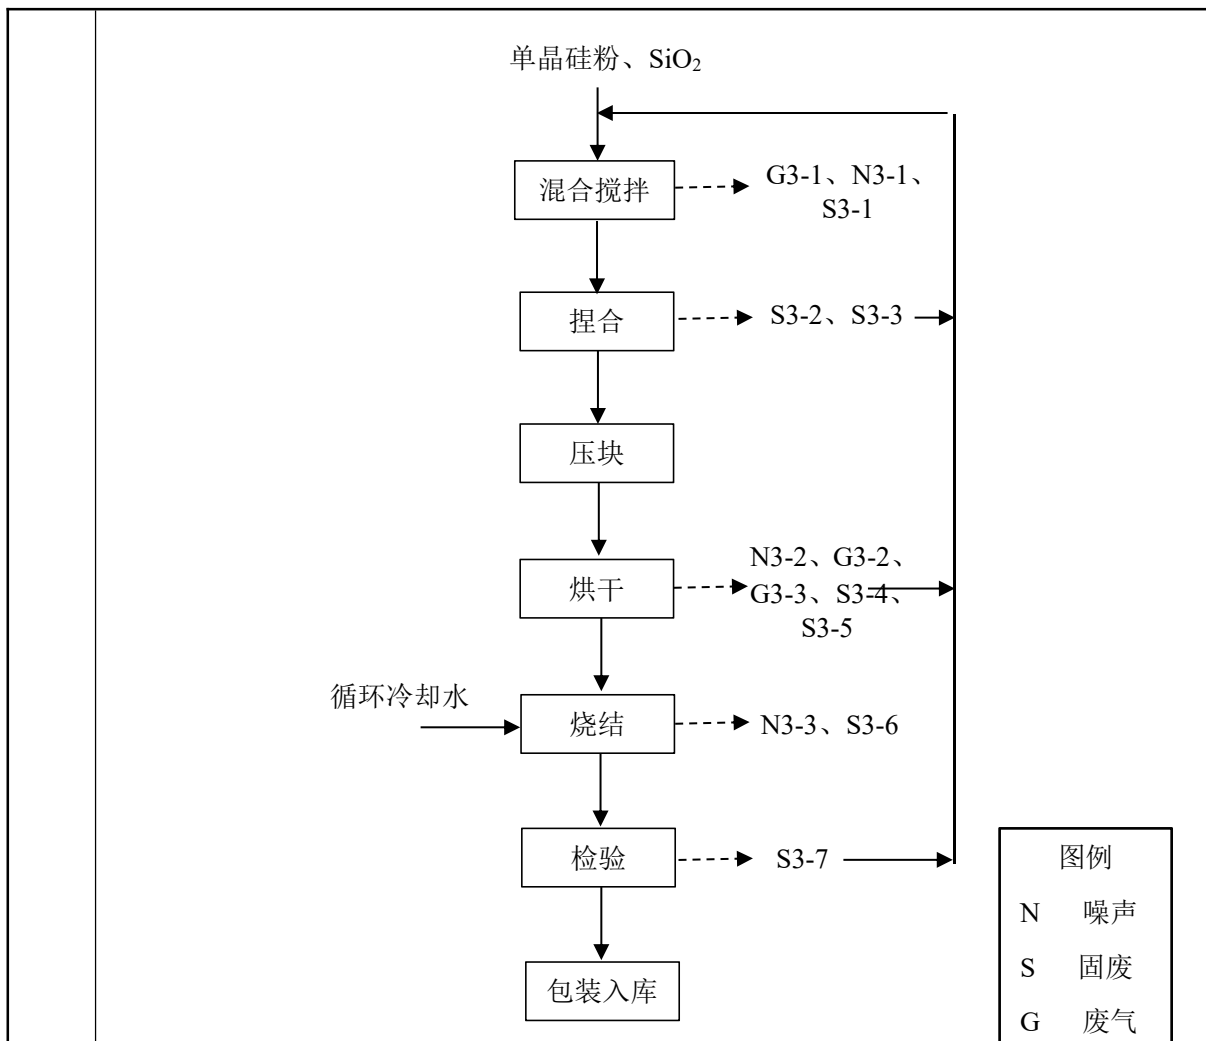 单晶硅粉、SiO₂
混合搅拌
G3-1、N3-1、
S3-1
捏合
S3-2、S3-3
压块
烘干
N3-2、G3-2、
G3-3、S3-4、
S3-5
循环冷却水
烧结
N3-3、S3-6
检验
S3-7
包装入库
图例
N 噪声
S 固废
G 废气